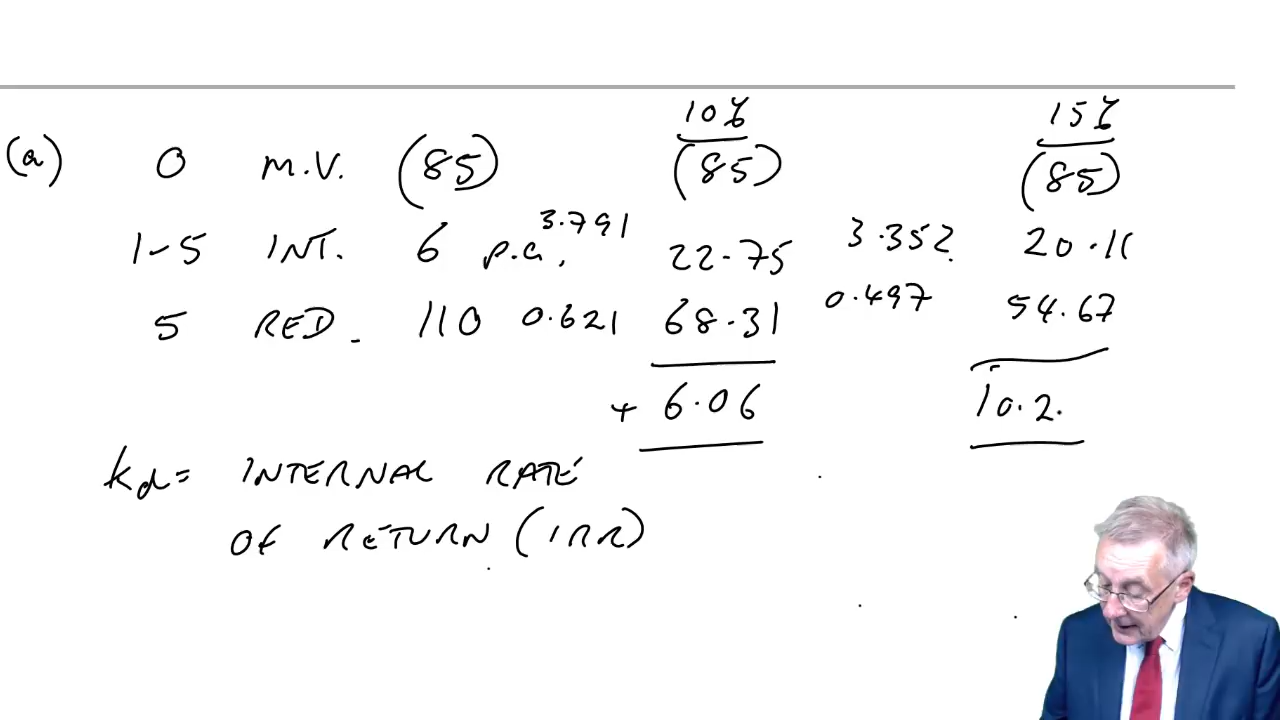 10% 15%
(a) 0 M.V. (85) (85) (85)
1-5 INT. 6 p.a. 3.791 22.75 3.352 20.11
5 RED. 110 0.621 68.31 0.497 54.67
+ 6.06 10.2.
kd = INTERNAL RATE
OF RETURN (IRR)